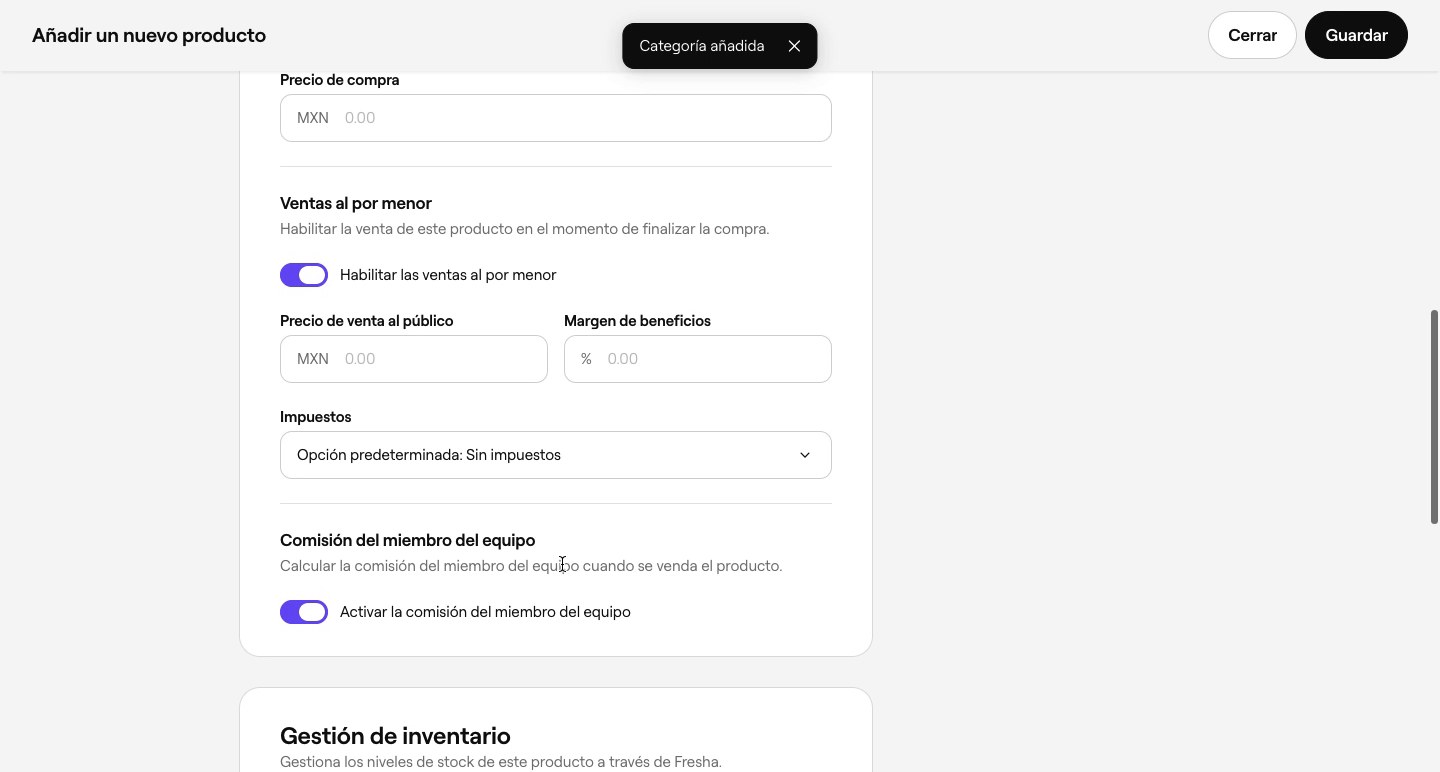 Añadir un nuevo producto
Categoría añadida
Cerrar
Guardar
Precio de compra
MXN 0.00
Ventas al por menor
Habilitar la venta de este producto en el momento de finalizar la compra.
Habilitar las ventas al por menor
Precio de venta al público
Margen de beneficios
MXN 0.00
% 0.00
Impuestos
Opción predeterminada: Sin impuestos
Comisión del miembro del equipo
Calcular la comisión del miembro del equipo cuando se venda el producto.
Activar la comisión del miembro del equipo
Gestión de inventario
Gestiona los niveles de stock de este producto a través de Fresha.